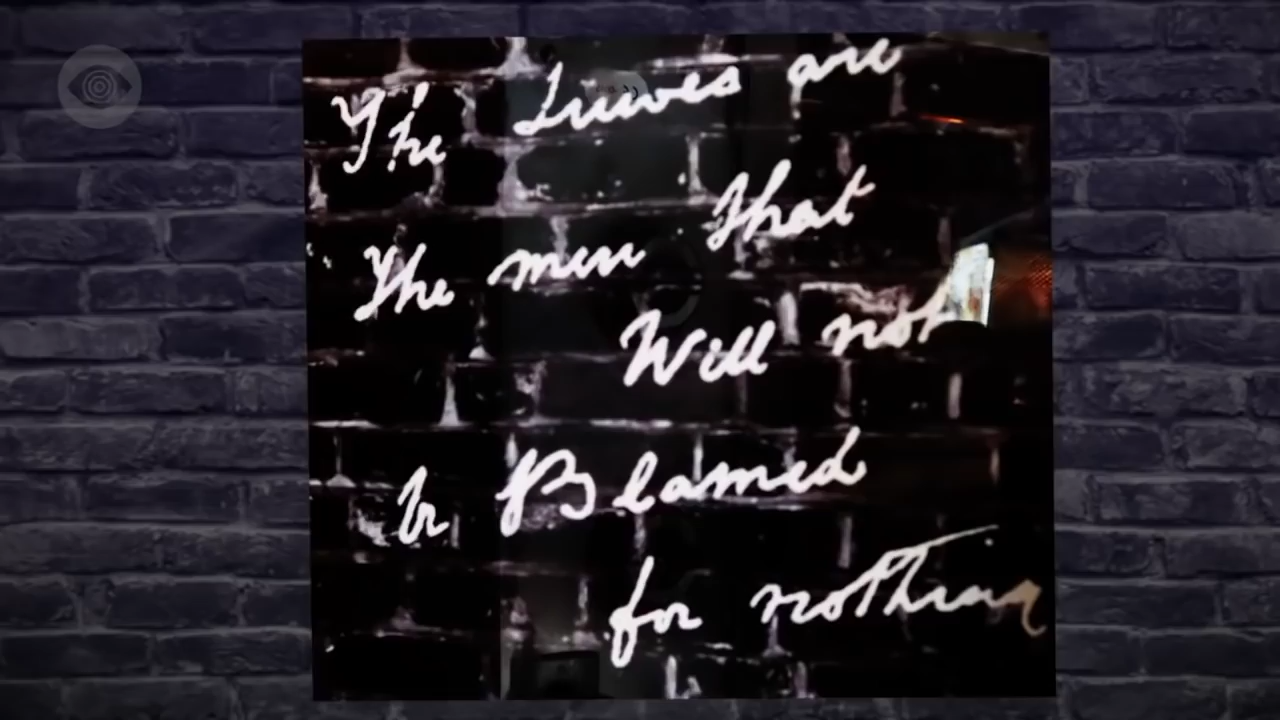 The Juwes are
The men that
Will not
be Blamed
for nothing